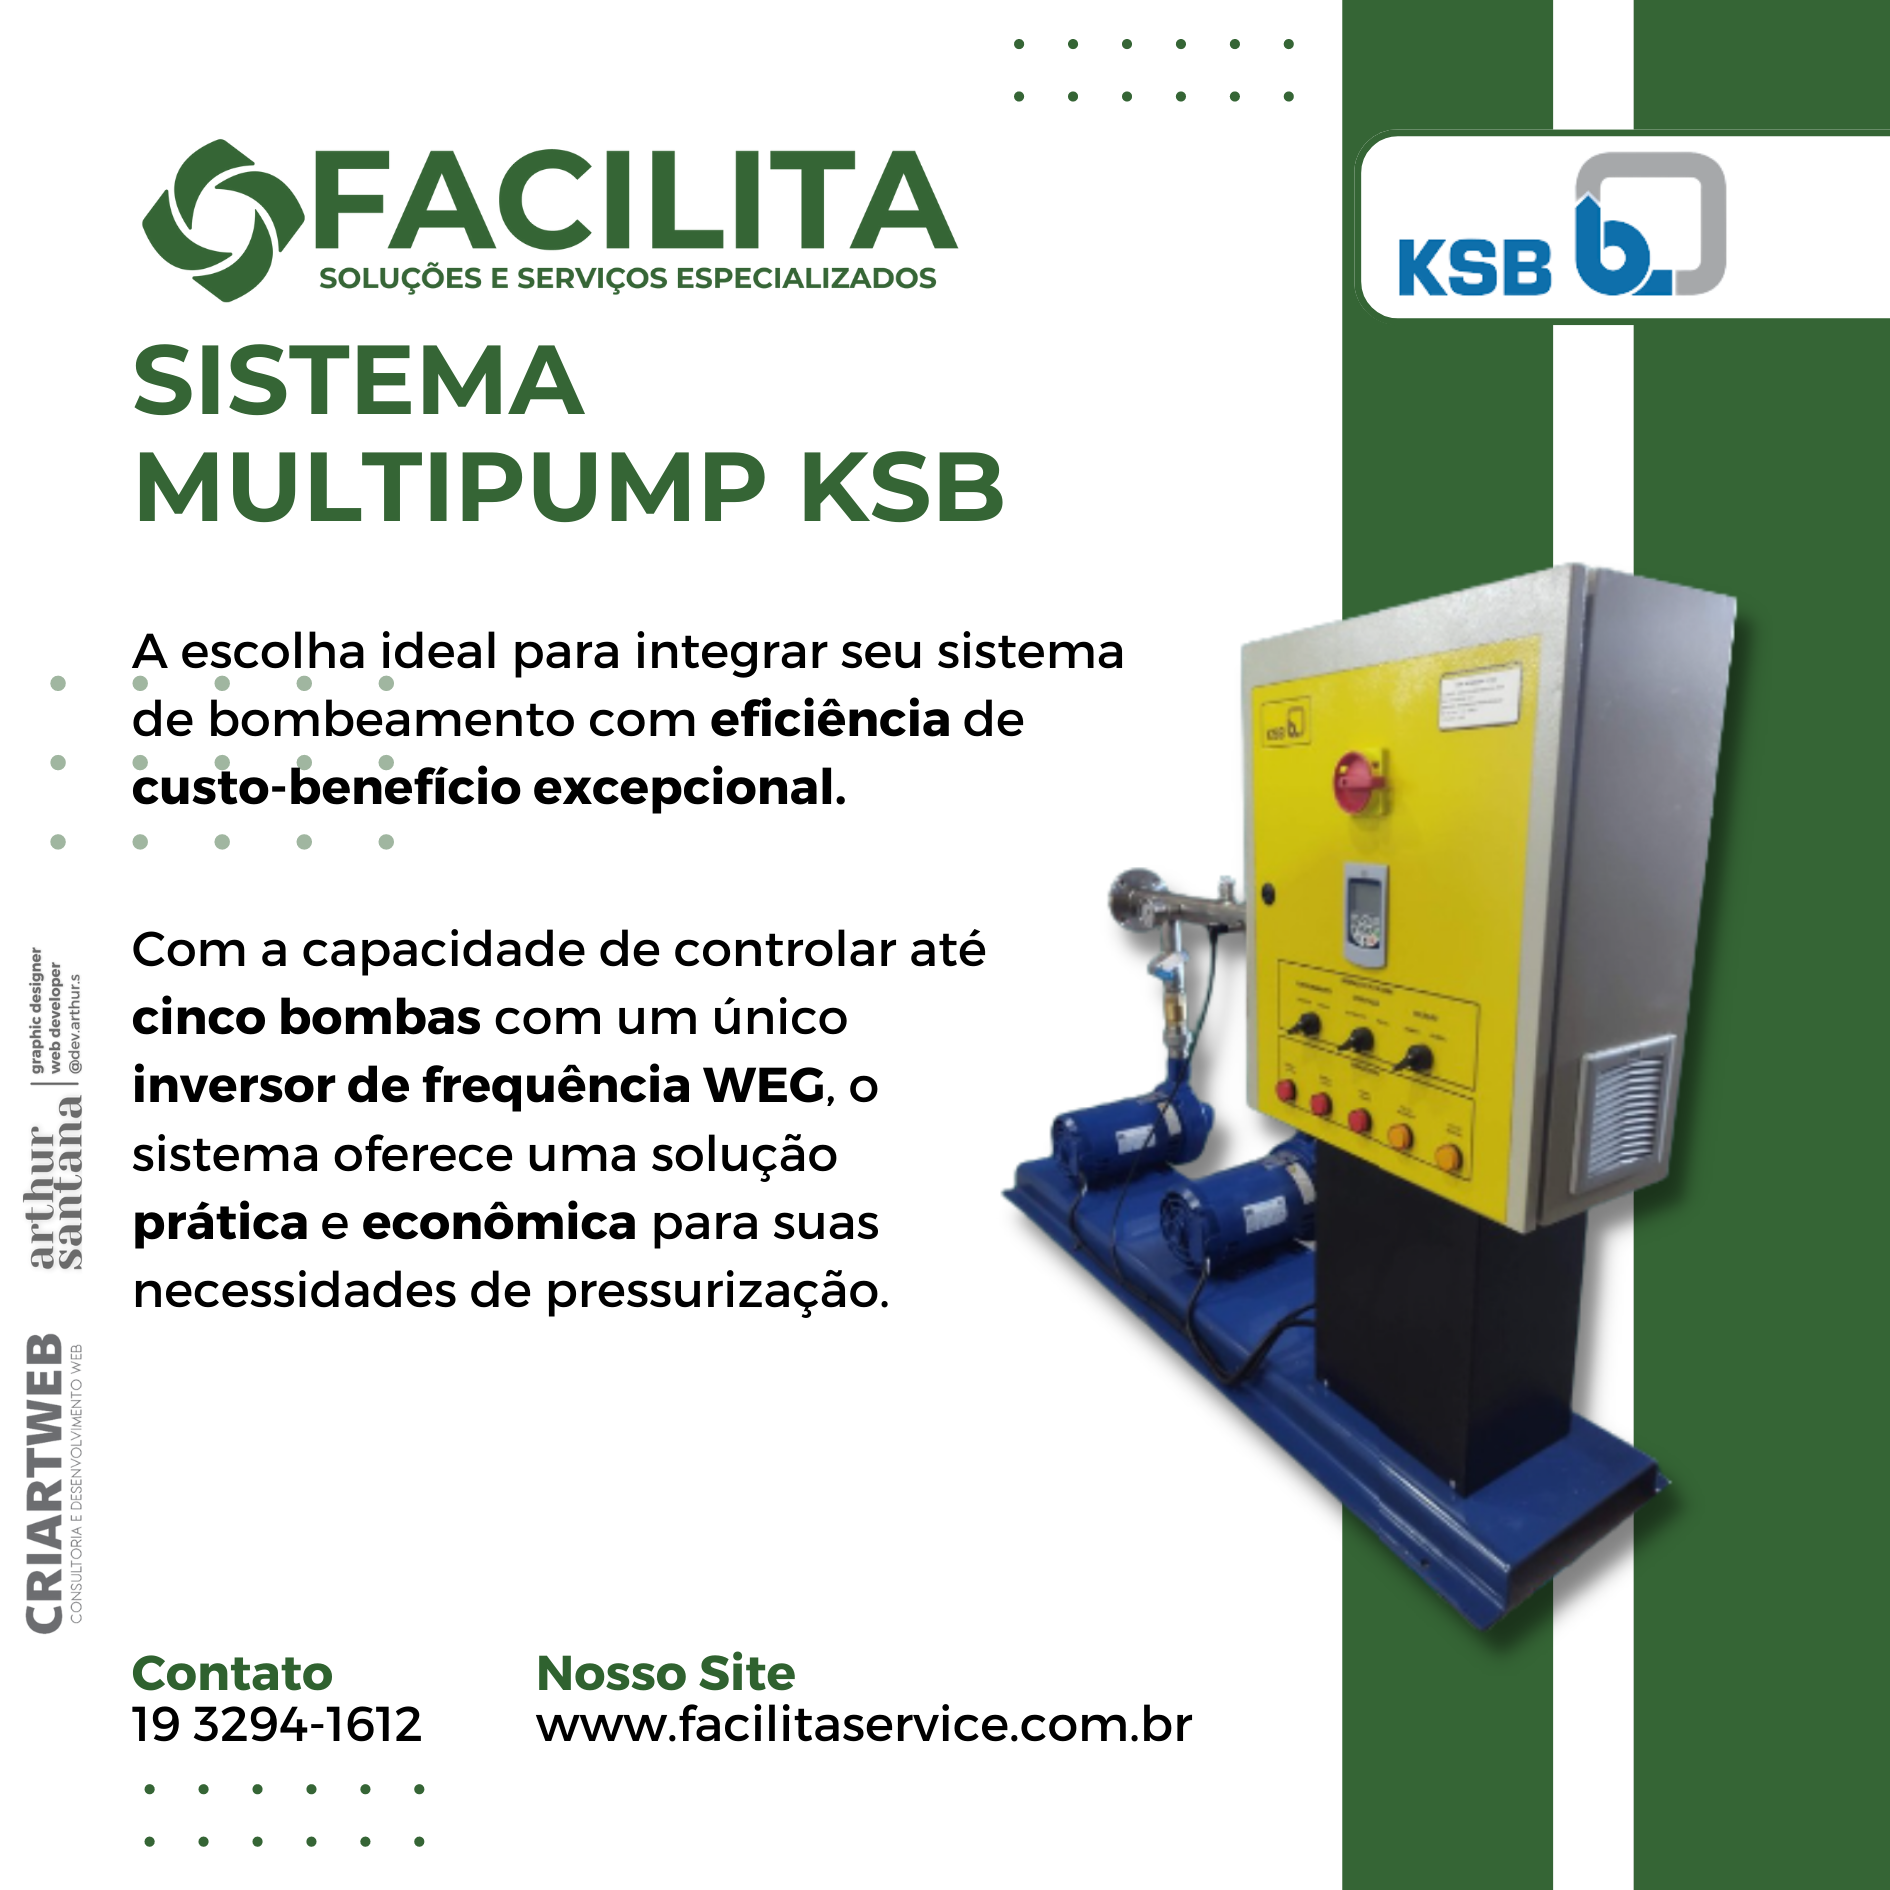 FACILITA
SOLUÇÕES E SERVIÇOS ESPECIALIZADOS
KSB
SISTEMA
MULTIPUMP KSB
A escolha ideal para integrar seu sistema
de bombeamento com eficiência de
custo-benefício excepcional.
Com a capacidade de controlar até
cinco bombas com um único
inversor de frequência WEG, o
sistema oferece uma solução
prática e econômica para suas
necessidades de pressurização.
KSB
arthur
santana
graphic designer
web developer
@dev.arthur.s
CRIARTWEB
CONSULTORIA E DESENVOLVIMENTO WEB
Contato
19 3294-1612
Nosso Site
www.facilitaservice.com.br